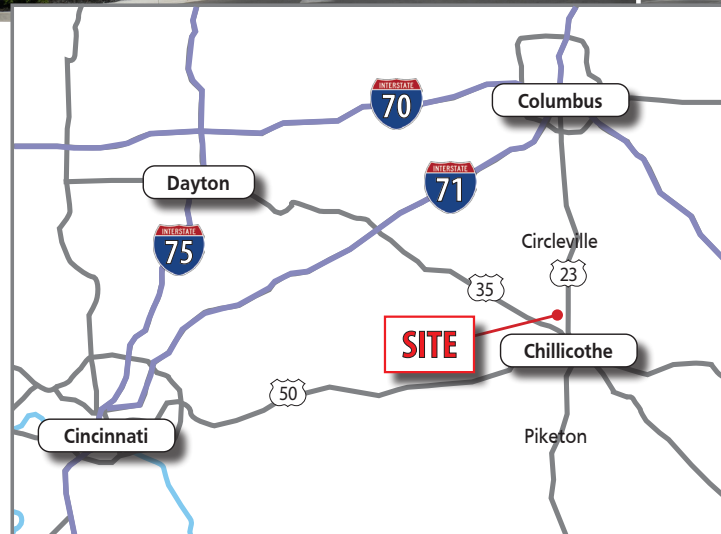 INTERSTATE
70
Columbus
INTERSTATE
71
Dayton
INTERSTATE
75
Circleville
23
35
SITE
Chillicothe
50
Cincinnati
Piketon